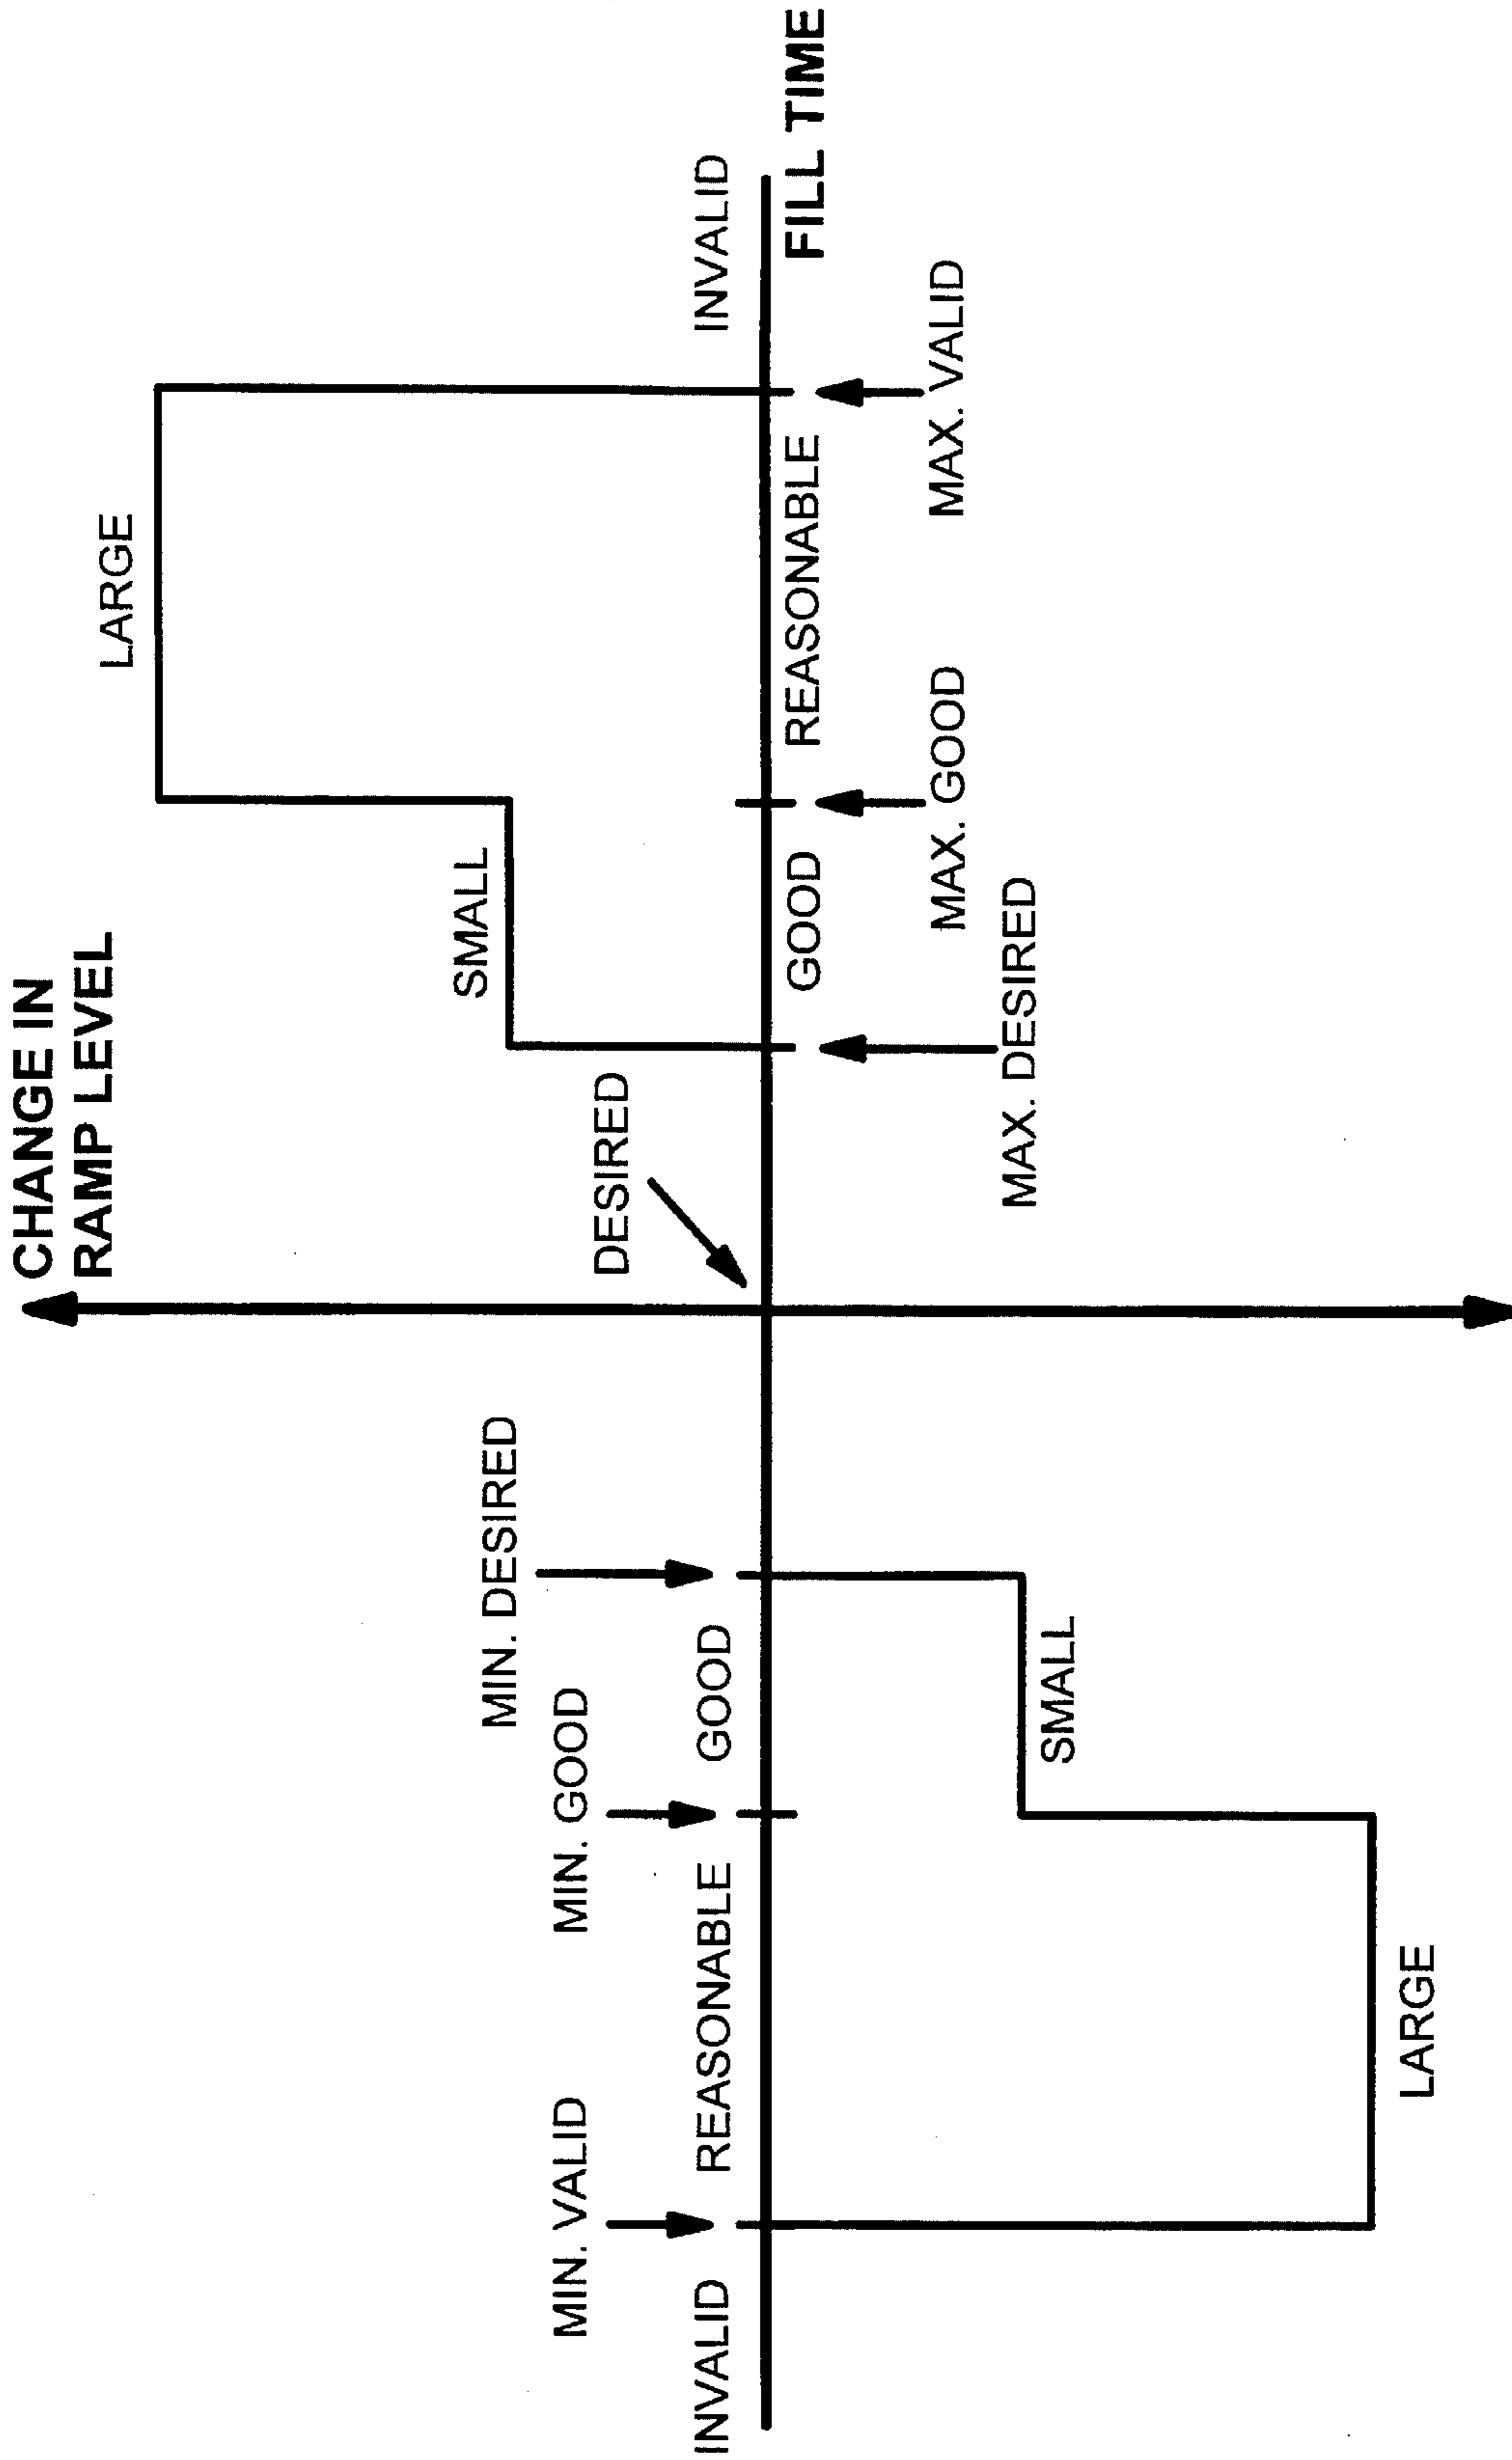 CHANGE IN
RAMP LEVEL
LARGE
SMALL
DESIRED
INVALID
FILL TIME
GOOD
REASONABLE
MAX. DESIRED
MAX. GOOD
MAX. VALID
MIN. DESIRED
MIN. GOOD
MIN. VALID
INVALID
REASONABLE
GOOD
SMALL
LARGE